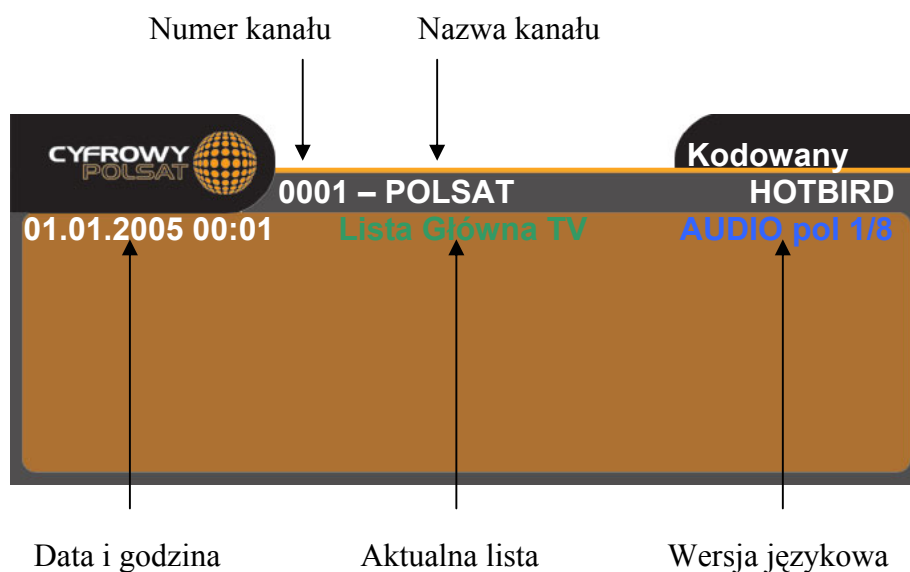 Numer kanału Nazwa kanału
CYFROWY
POLSAT
Kodowany
0001 – POLSAT HOTBIRD
01.01.2005 00:01 Lista Główna TV AUDIO pol 1/8
Data i godzina Aktualna lista Wersja językowa